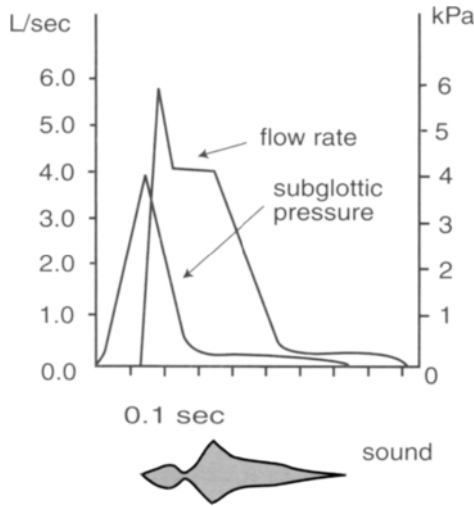 L/sec
kPa
6.0
5.0
4.0
3.0
2.0
1.0
0.0
6
5
4
3
2
1
0
flow rate
subglottic
pressure
0.1 sec
sound